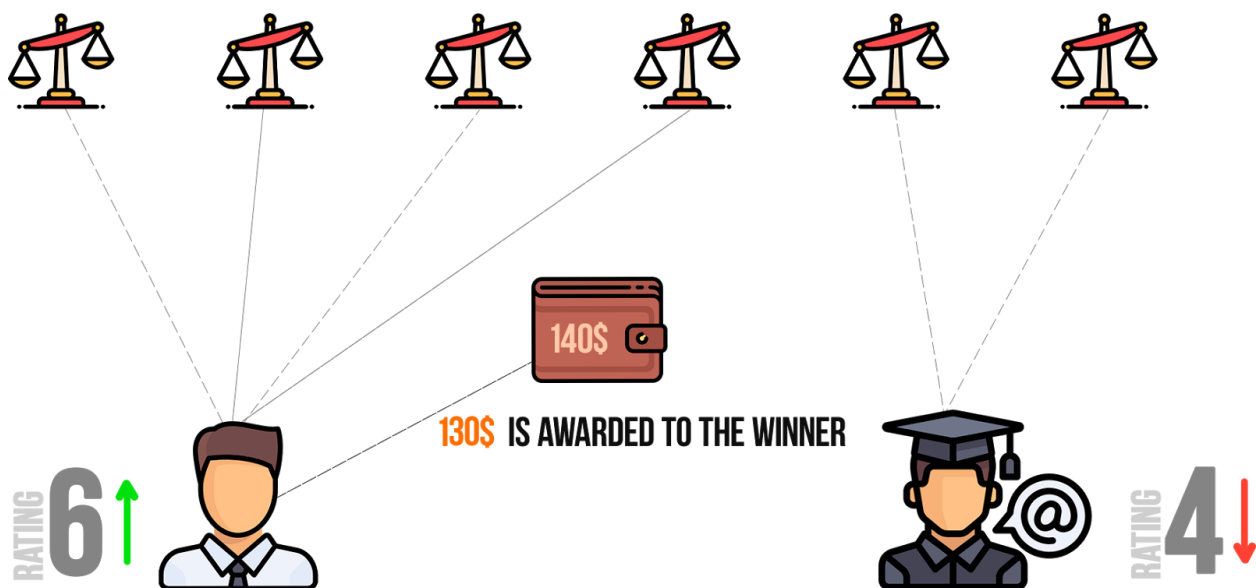 140$
130$ IS AWARDED TO THE WINNER
RATING 6
@
RATING 4